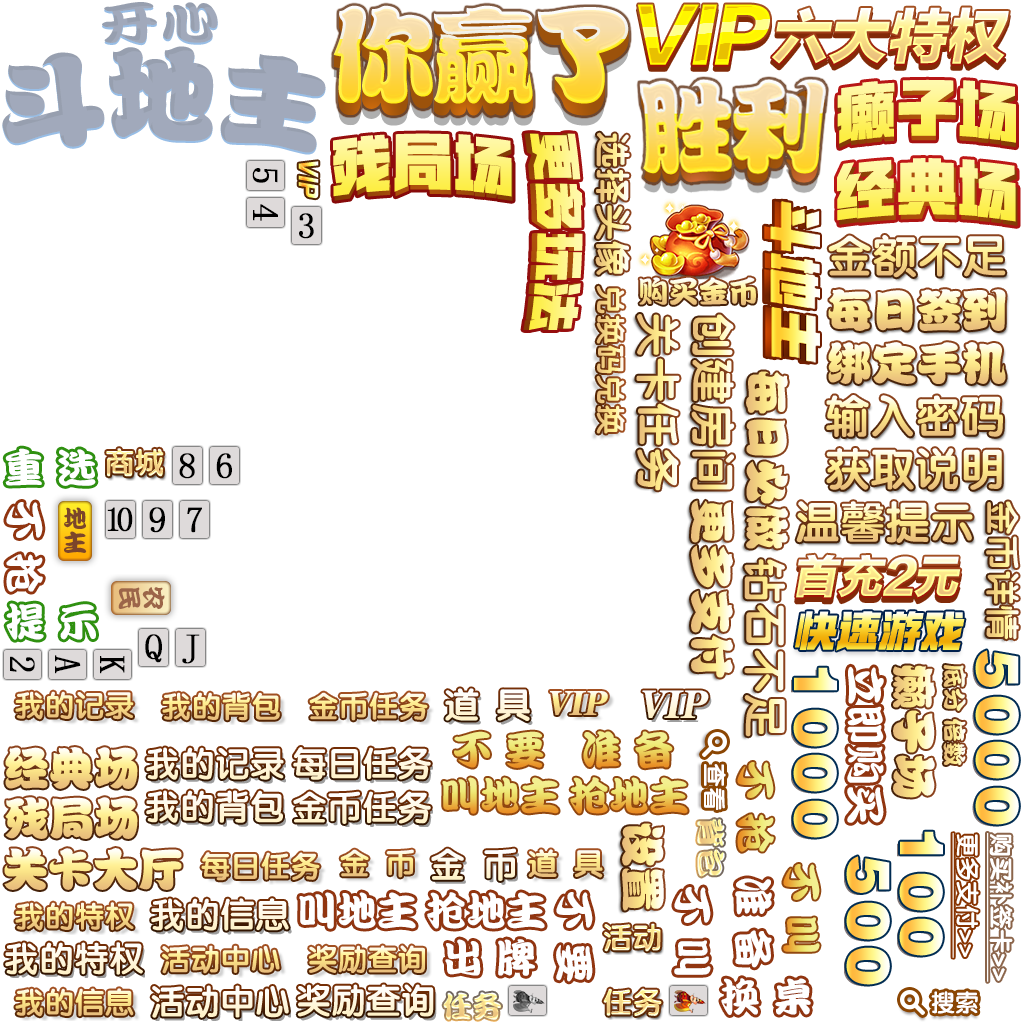 开心
斗地主
你赢了
VIP六大特权
胜利
癞子场
残局场
更多玩法
选择头像
经典场
VIP
5
4
3
斗地主
金额不足
购买金币
兑换码兑换
关卡任务
创建房间
每日签到
绑定手机
每日必做
输入密码
获取说明
重选
商城
8
6
不抢
地主
10
9
7
更多支付
温馨提示
金币详情
钻石不足
首充2元
农民
提示
快速游戏
Q
J
2
A
K
1000
立即购买
癞子场
底分 倍数
5000
我的记录
我的背包
金币任务
道具
VIP
VIP
不要
准备
查看
不抢
经典场
我的记录
每日任务
残局场
我的背包
金币任务
叫地主
抢地主
背包
设置
关卡大厅
每日任务
金币
金币
道具
不叫
准备
不叫
500
100
更多支付>>
购买补签卡>>
我的特权
我的信息
叫地主
抢地主
不要
我的特权
活动中心
奖励查询
出牌
活动
我的信息
活动中心
奖励查询
任务
任务
换桌
搜索